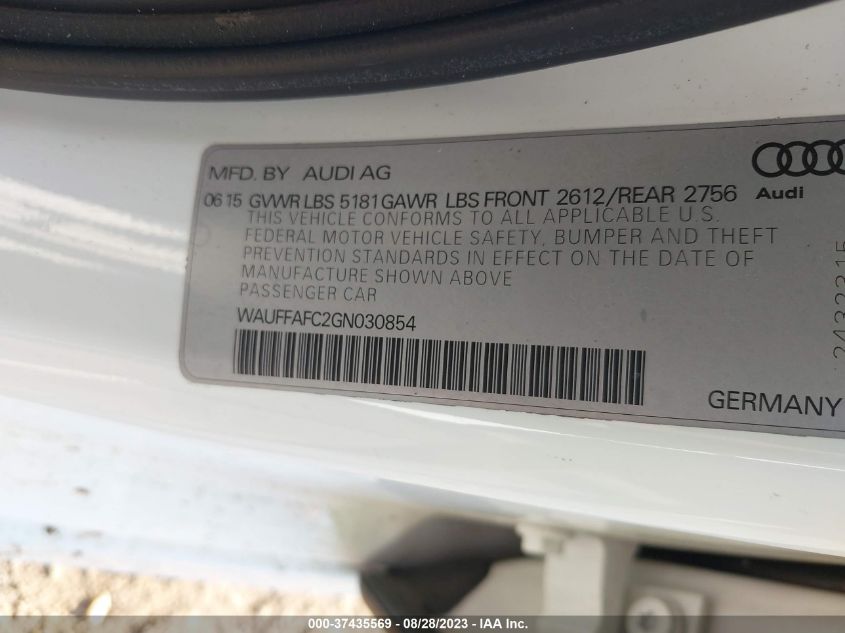 MFD. BY AUDI AG
Audi
06 15 GVWR LBS 5181 GAWR LBS FRONT 2612/REAR 2756
THIS VEHICLE CONFORMS TO ALL APPLICABLE U.S.
FEDERAL MOTOR VEHICLE SAFETY, BUMPER AND THEFT
PREVENTION STANDARDS IN EFFECT ON THE DATE OF
MANUFACTURE SHOWN ABOVE
PASSENGER CAR
WAUFFAFC2GN030854
GERMANY
000-37435569 - 08/28/2023 - IAA Inc.